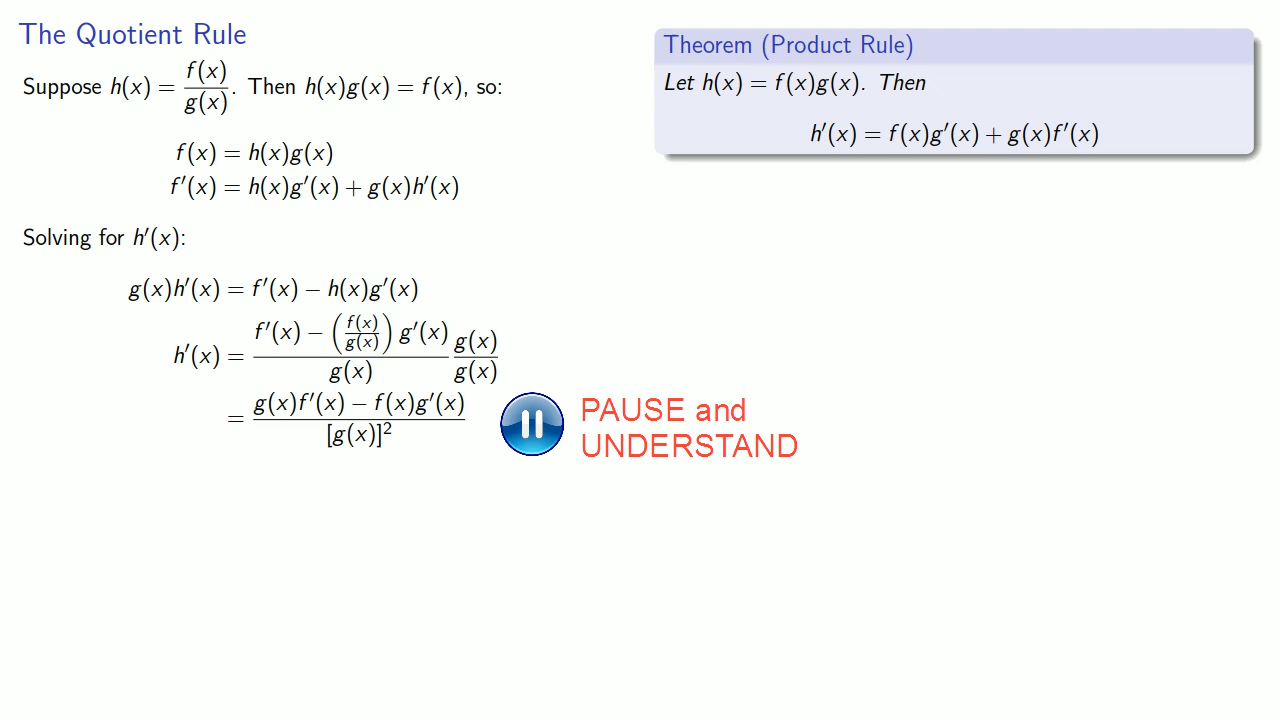 The Quotient Rule
Suppose h(x) = f(x)/g(x). Then h(x)g(x) = f(x), so:
f(x) = h(x)g(x)
f′(x) = h(x)g′(x) + g(x)h′(x)
Solving for h′(x):
g(x)h′(x) = f′(x) − h(x)g′(x)
h′(x) = (f′(x) − (f(x)/g(x)) g′(x))/g(x) g(x)/g(x)
= (g(x)f′(x) − f(x)g′(x))/[g(x)]²
PAUSE and
UNDERSTAND
Theorem (Product Rule)
Let h(x) = f(x)g(x). Then
h′(x) = f(x)g′(x) + g(x)f′(x)